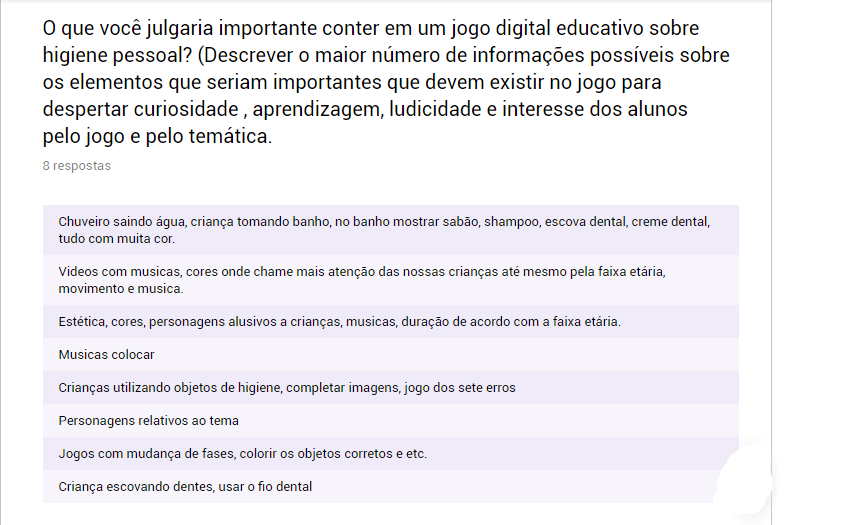 O que você julgaria importante conter em um jogo digital educativo sobre
higiene pessoal? (Descrever o maior número de informações possíveis sobre
os elementos que seriam importantes que devem existir no jogo para
despertar curiosidade , aprendizagem, ludicidade e interesse dos alunos
pelo jogo e pelo temática.
8 respostas
Chuveiro saindo água, criança tomando banho, no banho mostrar sabão, shampoo, escova dental, creme dental,
tudo com muita cor.
Videos com musicas, cores onde chame mais atenção das nossas crianças até mesmo pela faixa etária,
movimento e musica.
Estética, cores, personagens alusivos a crianças, musicas, duração de acordo com a faixa etária.
Musicas colocar
Crianças utilizando objetos de higiene, completar imagens, jogo dos sete erros
Personagens relativos ao tema
Jogos com mudança de fases, colorir os objetos corretos e etc.
Criança escovando dentes, usar o fio dental